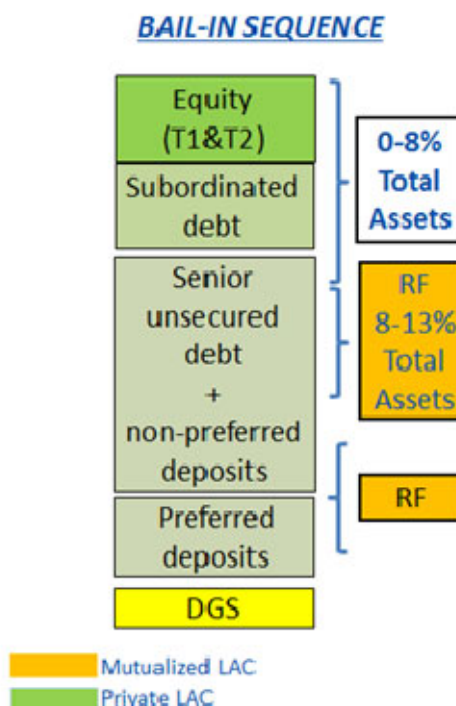 BAIL-IN SEQUENCE
Equity
(T1&T2)
Subordinated
debt
Senior
unsecured
debt
+
non-preferred
deposits
Preferred
deposits
DGS
0-8%
Total
Assets
RF
8-13%
Total
Assets
RF
Mutualized LAC
Private LAC